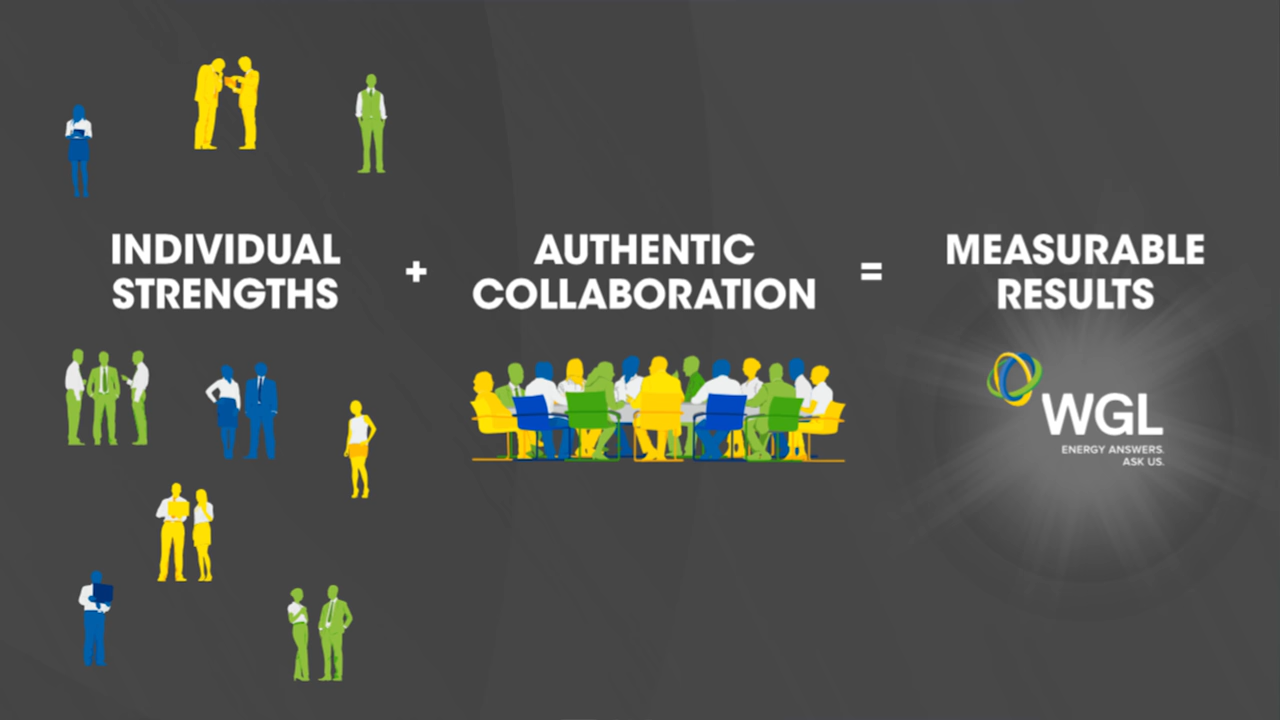 INDIVIDUAL
STRENGTHS
+
AUTHENTIC
COLLABORATION
=
MEASURABLE
RESULTS
WGL
ENERGY ANSWERS.
ASK US.